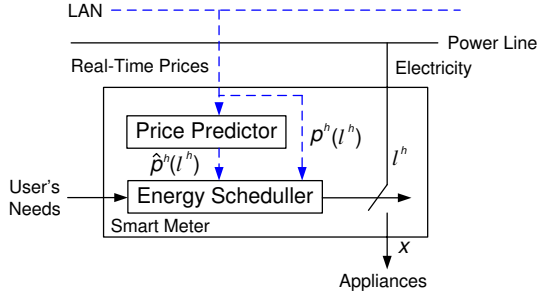 LAN
Power Line
Real-Time Prices
Electricity
Price Predictor
p^h(l^h)
p̂^h(l^h)
l^h
User's
Needs
Energy Scheduller
Smart Meter
x
Appliances